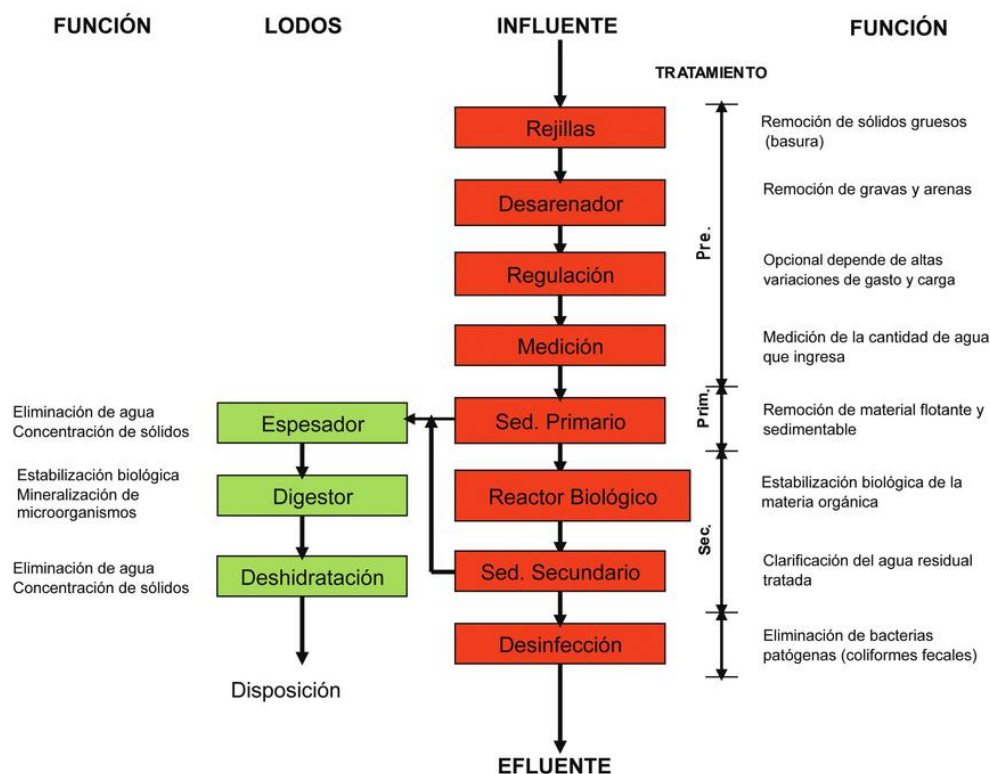 FUNCIÓN
LODOS
INFLUENTE
FUNCIÓN
TRATAMIENTO
Rejillas
Remoción de sólidos gruesos
(basura)
Desarenador
Remoción de gravas y arenas
Pre.
Regulación
Opcional depende de altas
variaciones de gasto y carga
Medición
Medición de la cantidad de agua
que ingresa
Eliminación de agua
Concentración de sólidos
Espesador
Sed. Primario
Prim.
Remoción de material flotante y
sedimentable
Estabilización biológica
Mineralización de
microorganismos
Digestor
Reactor Biológico
Estabilización biológica de la
materia orgánica
Sec.
Eliminación de agua
Concentración de sólidos
Deshidratación
Sed. Secundario
Clarificación del agua residual
tratada
Desinfección
Eliminación de bacterias
patógenas (coliformes fecales)
Disposición
EFLUENTE